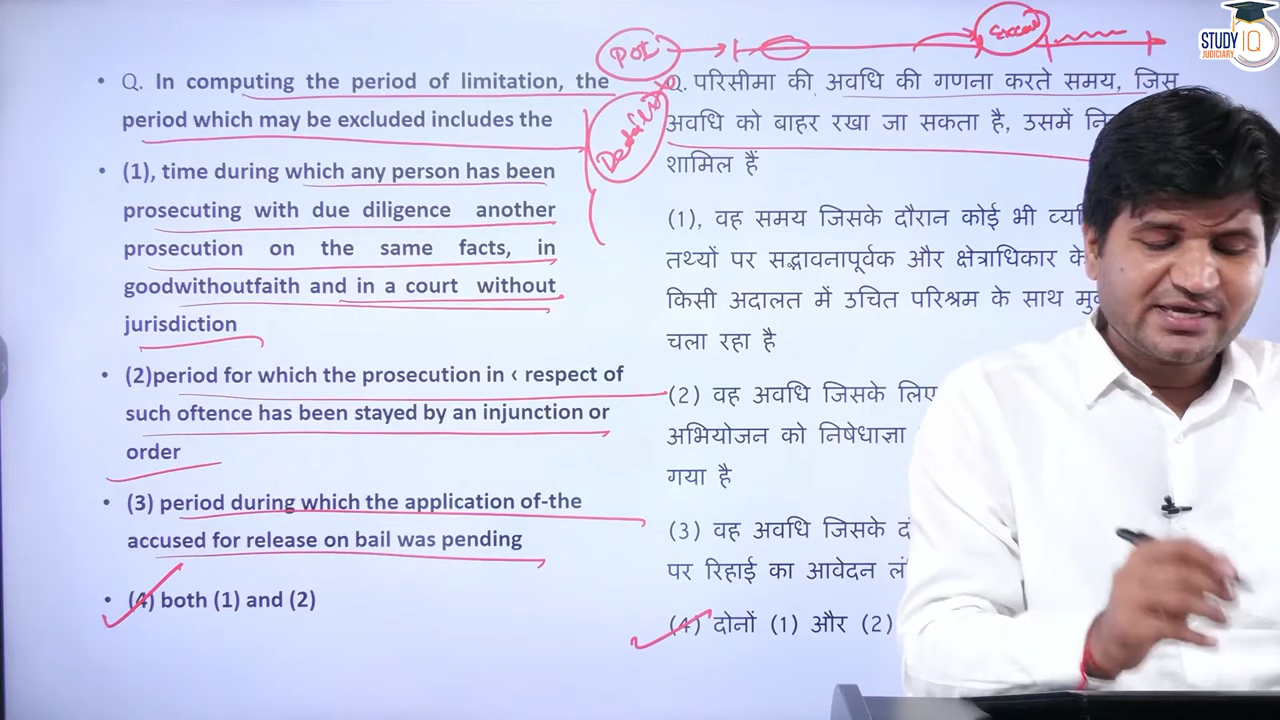 STUDY IQ
JUDICIARY
POI
Exccu
• Q. In computing the period of limitation, the
period which may be excluded includes the
• (1), time during which any person has been
prosecuting with due diligence another
prosecution on the same facts, in
goodwithoutfaith and in a court without
jurisdiction
• (2)period for which the prosecution in ‹ respect of
such oftence has been stayed by an injunction or
order
• (3) period during which the application of-the
accused for release on bail was pending
• (4) both (1) and (2)
Q. परिसीमा की अवधि की गणना करते समय, जिस
अवधि को बाहर रखा जा सकता है, उसमें
शामिल हैं
(1), वह समय जिसके दौरान कोई भी
तथ्यों पर सद्भावनापूर्वक और क्षेत्राधिकार के
किसी अदालत में उचित परिश्रम के साथ
चला रहा है
(2) वह अवधि जिसके लिए
अभियोजन को निषेधाज्ञा
गया है
(3) वह अवधि जिसके
पर रिहाई का आवेदन
(4) दोनों (1) और (2)